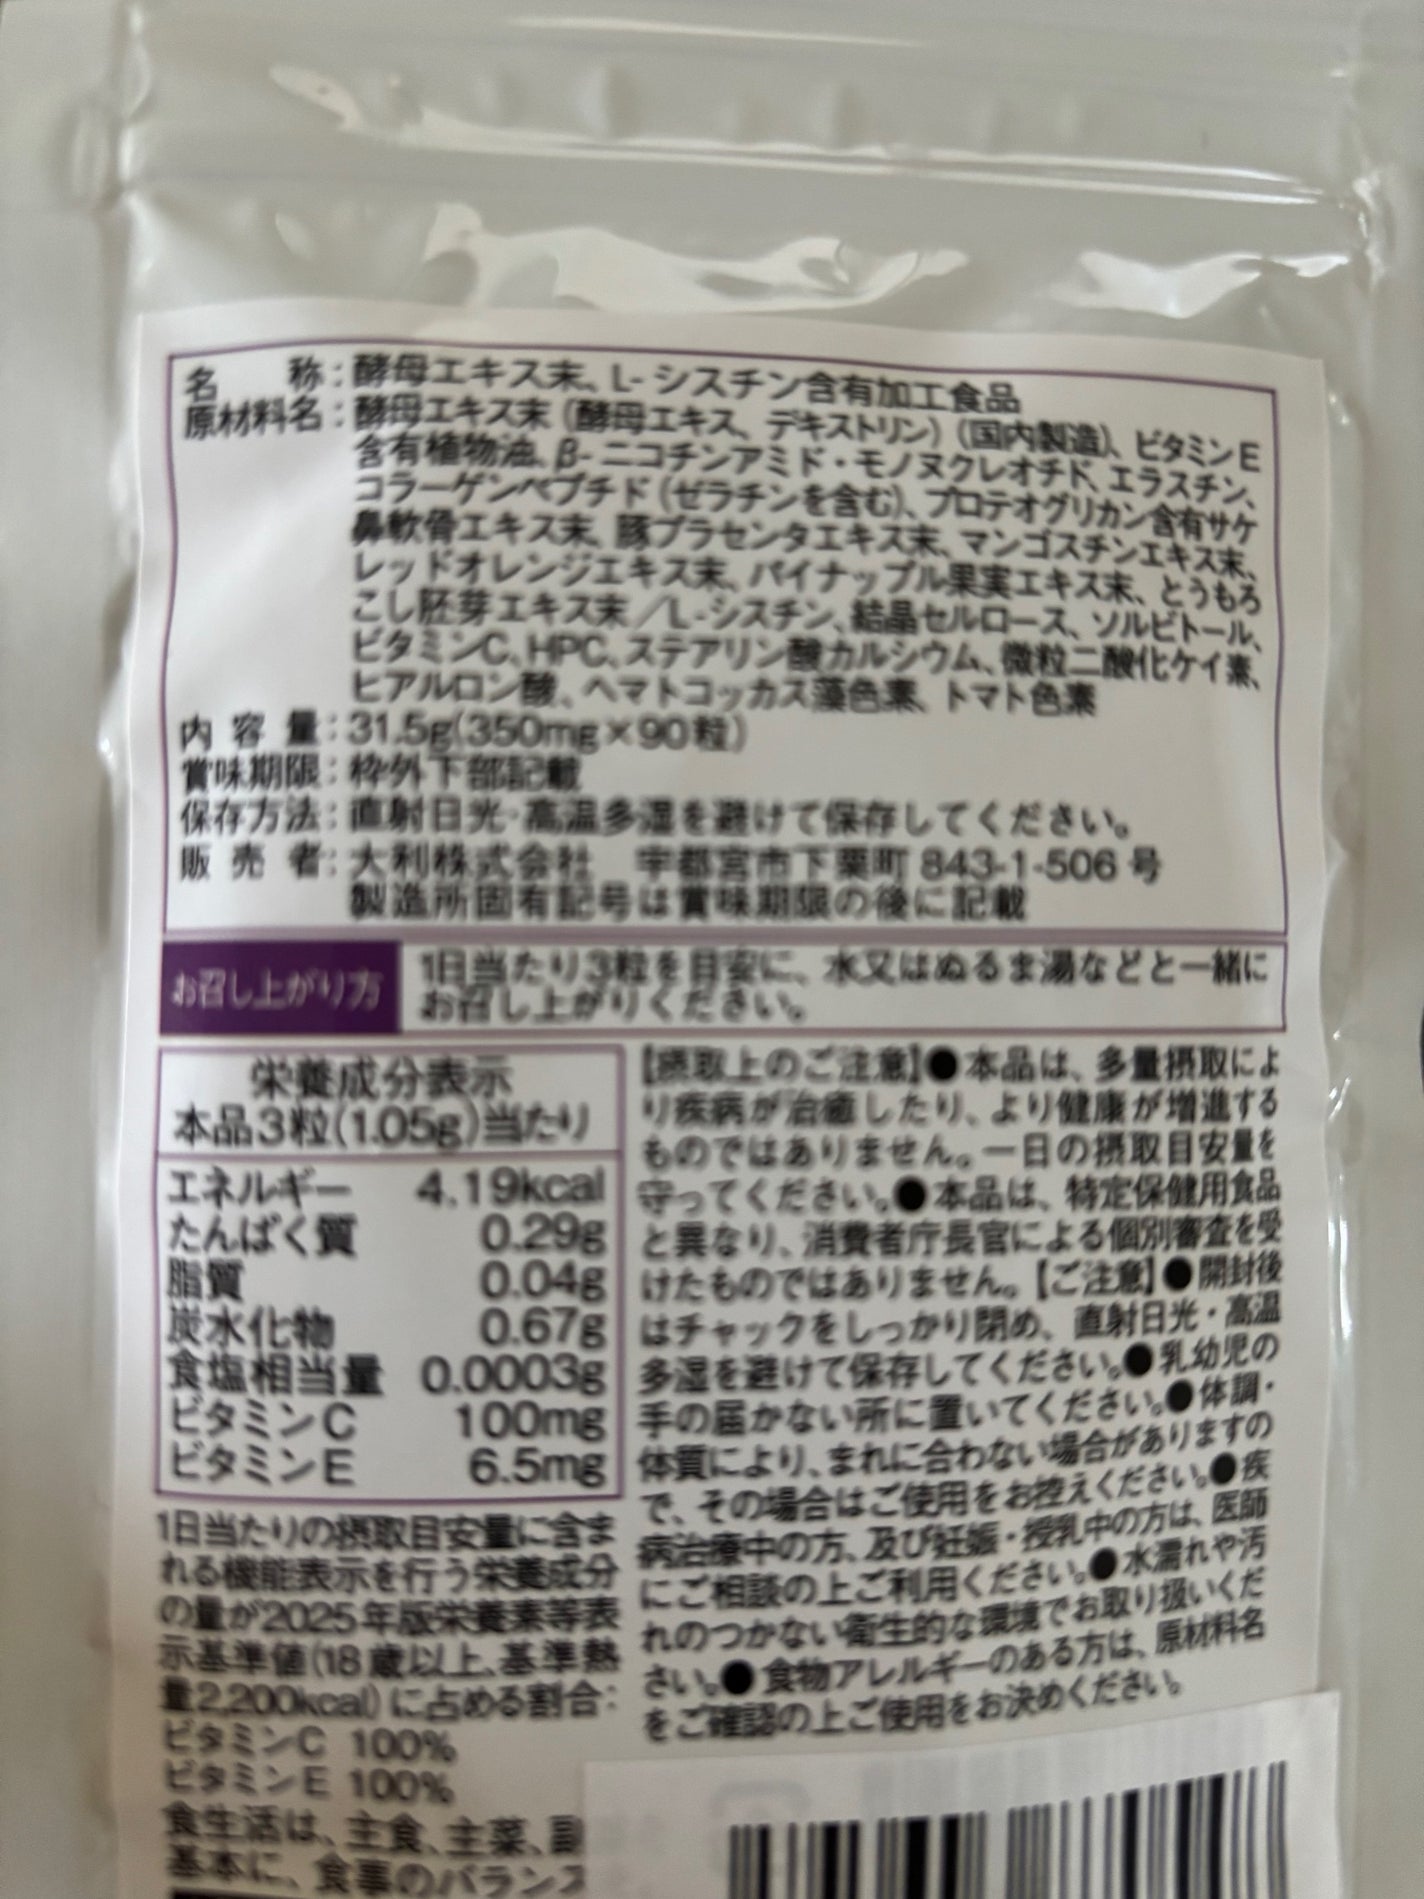 名 称：酵母エキス末、L-シスチン含有加工食品
原材料名：酵母エキス末（酵母エキス、デキストリン）（国内製造）、ビタミンE
含有植物油、β-ニコチンアミド・モノヌクレオチド、エラスチン、
コラーゲンペプチド（ゼラチンを含む）、プロテオグリカン含有サケ
鼻軟骨エキス末、豚プラセンタエキス末、マンゴスチンエキス末、
レッドオレンジエキス末、パイナップル果実エキス末、とうもろ
こし胚芽エキス末／L-シスチン、結晶セルロース、ソルビトール、
ビタミンC、HPC、ステアリン酸カルシウム、微粒二酸化ケイ素、
ヒアルロン酸、ヘマトコッカス藻色素、トマト色素
内 容 量：31.5g(350mg×90粒)
賞味期限：枠外下部記載
保存方法：直射日光・高温多湿を避けて保存してください。
販 売 者：大利株式会社 宇都宮市下栗町 843-1-506 号
製造所固有記号は賞味期限の後に記載
お召し上がり方
1日当たり3粒を目安に、水又はぬるま湯などと一緒に
お召し上がりください。
栄養成分表示
本品3粒(1.05g)当たり
エネルギー 4.19kcal
たんぱく質 0.29g
脂質 0.04g
炭水化物 0.67g
食塩相当量 0.0003g
ビタミンC 100mg
ビタミンE 6.5mg
1日当たりの摂取目安量に含ま
れる機能表示を行う栄養成分
の量が2025年版栄養素等表
示基準値(18歳以上、基準熱
量2,200kcal)に占める割合：
ビタミンC 100%
ビタミンE 100%
食生活は、主食、主菜、副
基本に、食事のバランス
【摂取上のご注意】●本品は、多量摂取によ
り疾病が治癒したり、より健康が増進する
ものではありません。一日の摂取目安量を
守ってください。●本品は、特定保健用食品
と異なり、消費者庁長官による個別審査を受
けたものではありません。【ご注意】●開封後
はチャックをしっかり閉め、直射日光・高温
多湿を避けて保存してください。●乳幼児の
手の届かない所に置いてください。●体調・
体質により、まれに合わない場合がありますの
で、その場合はご使用をお控えください。●疾
病治療中の方、及び妊娠・授乳中の方は、医師
にご相談の上ご利用ください。●水濡れや汚
れのつかない衛生的な環境でお取り扱いくだ
さい。●食物アレルギーのある方は、原材料名
をご確認の上ご使用をお決めください。